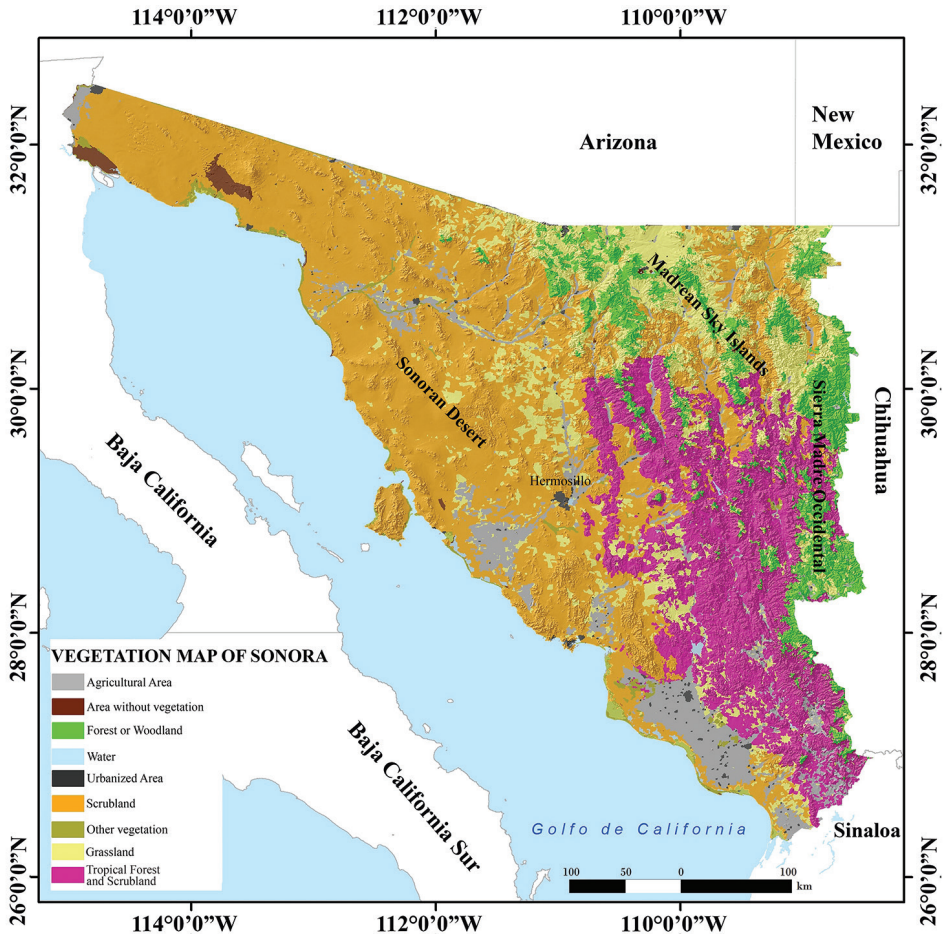 114°0’0”W 112°0’0”W 110°0’0”W
32°0’0”N
32°0’0”N
Arizona
New
Mexico
Madrean Sky Islands
Sonoran Desert
30°0’0”N
30°0’0”N
Sierra Madre Occidental
Chihuahua
Hermosillo
Baja California
28°0’0”N
28°0’0”N
VEGETATION MAP OF SONORA
Agricultural Area
Area without vegetation
Forest or Woodland
Water
Urbanized Area
Scrubland
Other vegetation
Grassland
Tropical Forest
and Scrubland
Baja California Sur
Golfo de California
Sinaloa
100 50 0 100
km
26°0’0”N
26°0’0”N
114°0’0”W 112°0’0”W 110°0’0”W